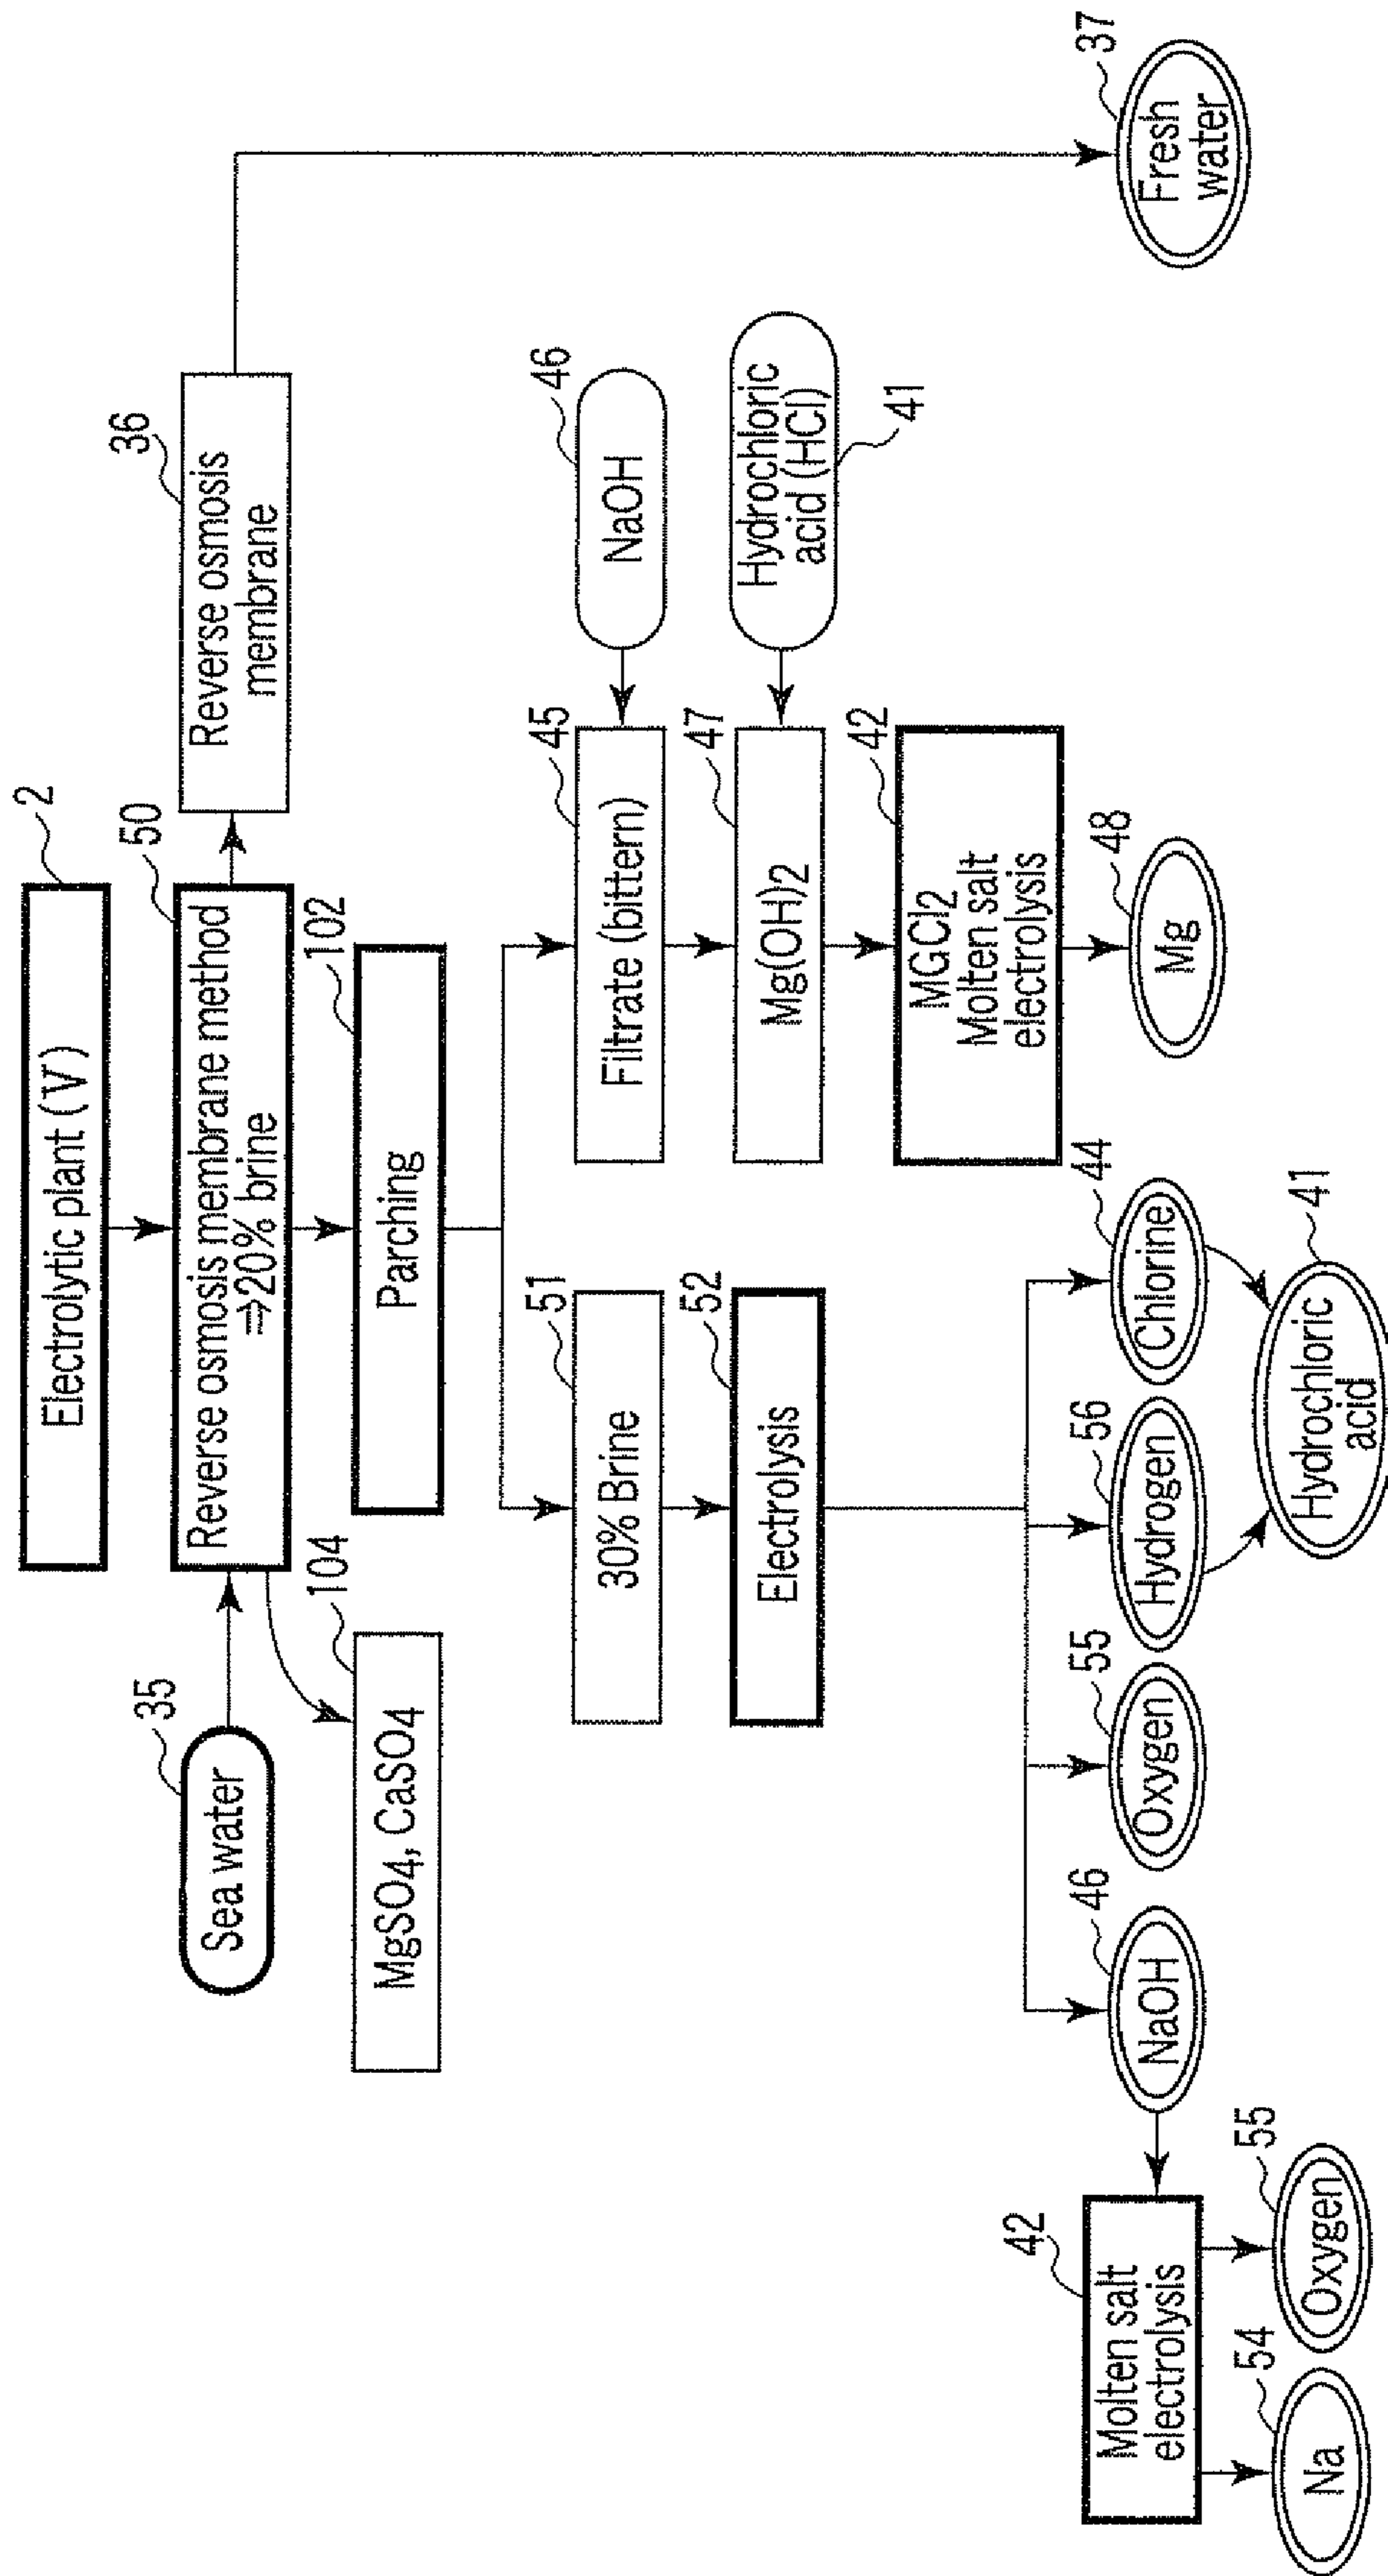 2
Electrolytic plant (V)
50
Reverse osmosis membrane method
⇒20% brine
35
Sea water
36
Reverse osmosis
membrane
104
MgSO4, CaSO4
102
Parching
51
30% Brine
45
Filtrate (bittern)
46
NaOH
52
Electrolysis
47
Mg(OH)2
Hydrochloric
acid (HCl)
41
42
MGCl2
Molten salt
electrolysis
46
NaOH
55
Oxygen
56
Hydrogen
44
Chlorine
48
Mg
37
Fresh
water
42
Molten salt
electrolysis
41
Hydrochloric
acid
54
Na
55
Oxygen